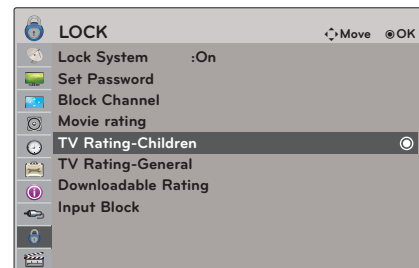 LOCK
Move OK
Lock System :On
Set Password
Block Channel
Movie rating
TV Rating-Children
TV Rating-General
Downloadable Rating
Input Block